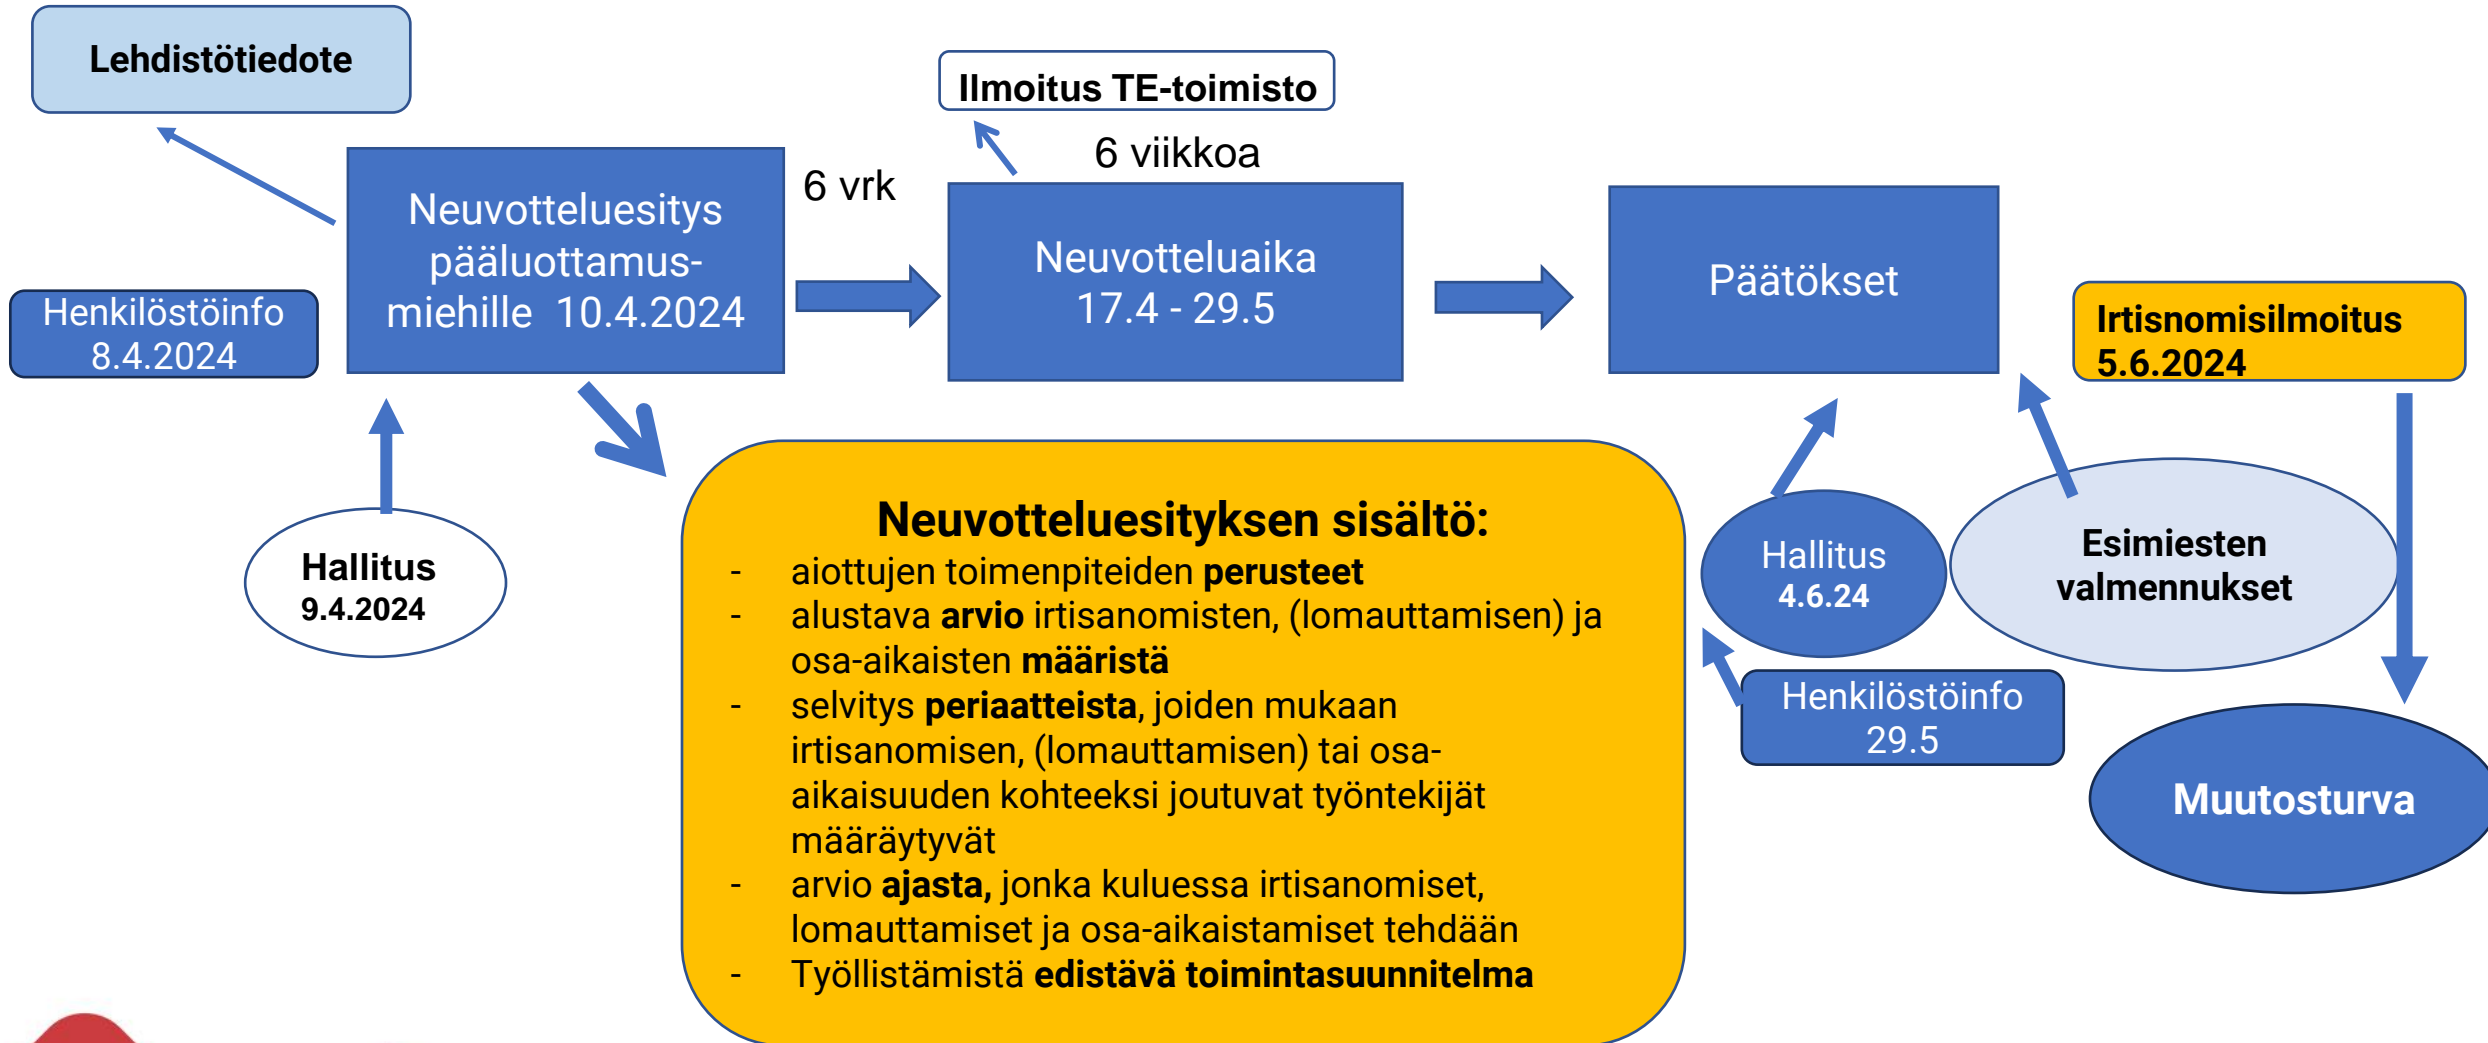 Lehdistötiedote
Ilmoitus TE-toimisto
6 viikkoa
6 vrk
Neuvotteluesitys
pääluottamus-
miehille 10.4.2024
Neuvotteluaika
17.4 - 29.5
Päätökset
Henkilöstöinfo
8.4.2024
Irtisnomisilmoitus
5.6.2024
Hallitus
9.4.2024
Neuvotteluesityksen sisältö:
- aiottujen toimenpiteiden perusteet
- alustava arvio irtisanomisten, (lomauttamisen) ja
osa-aikaisten määristä
- selvitys periaatteista, joiden mukaan
irtisanomisen, (lomauttamisen) tai osa-
aikaisuuden kohteeksi joutuvat työntekijät
määräytyvät
- arvio ajasta, jonka kuluessa irtisanomiset,
lomauttamiset ja osa-aikaistamiset tehdään
- Työllistämistä edistävä toimintasuunnitelma
Hallitus
4.6.24
Esimiesten
valmennukset
Henkilöstöinfo
29.5
Muutosturva